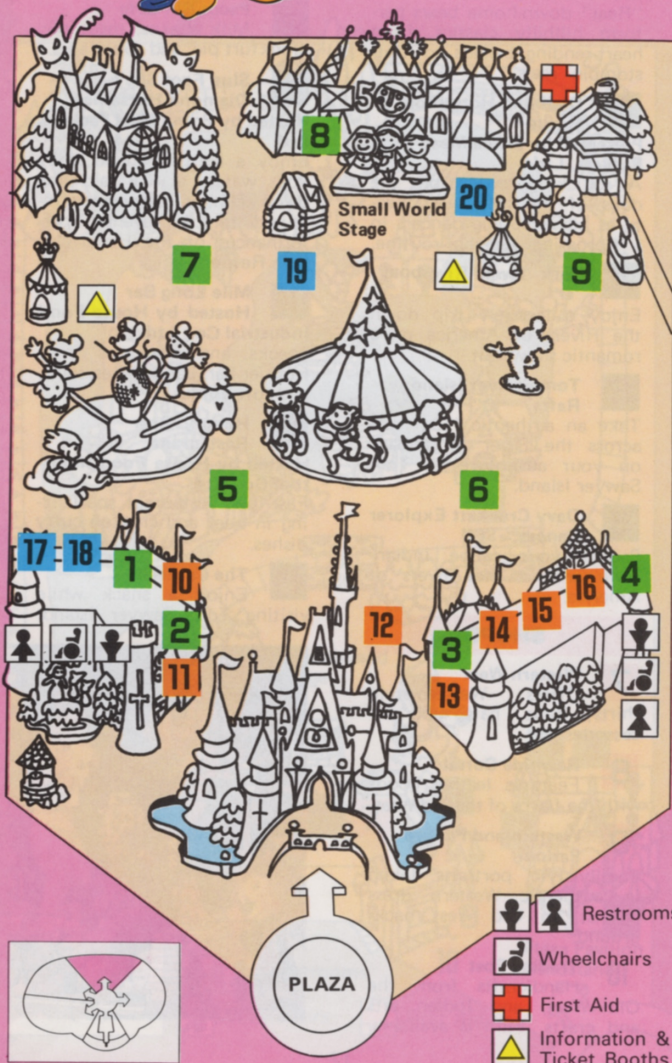 8
20
Small World
Stage
7
19
9
5
6
17
18
1
10
16
4
15
2
12
14
3
11
13
PLAZA
Restrooms
Wheelchairs
First Aid
Information &
Ticket Booths